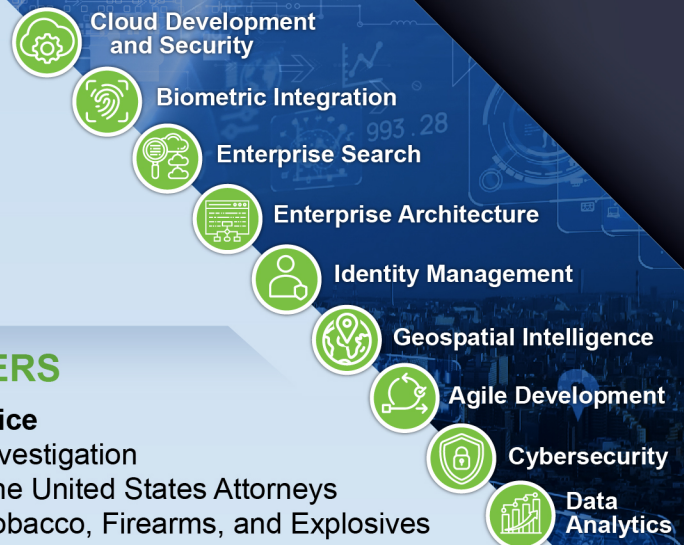 Cloud Development
and Security
Biometric Integration
993.28
Enterprise Search
Enterprise Architecture
Identity Management
Geospatial Intelligence
Agile Development
Cybersecurity
Data
Analytics
ERS
ice
vestigation
he United States Attorneys
obacco, Firearms, and Explosives